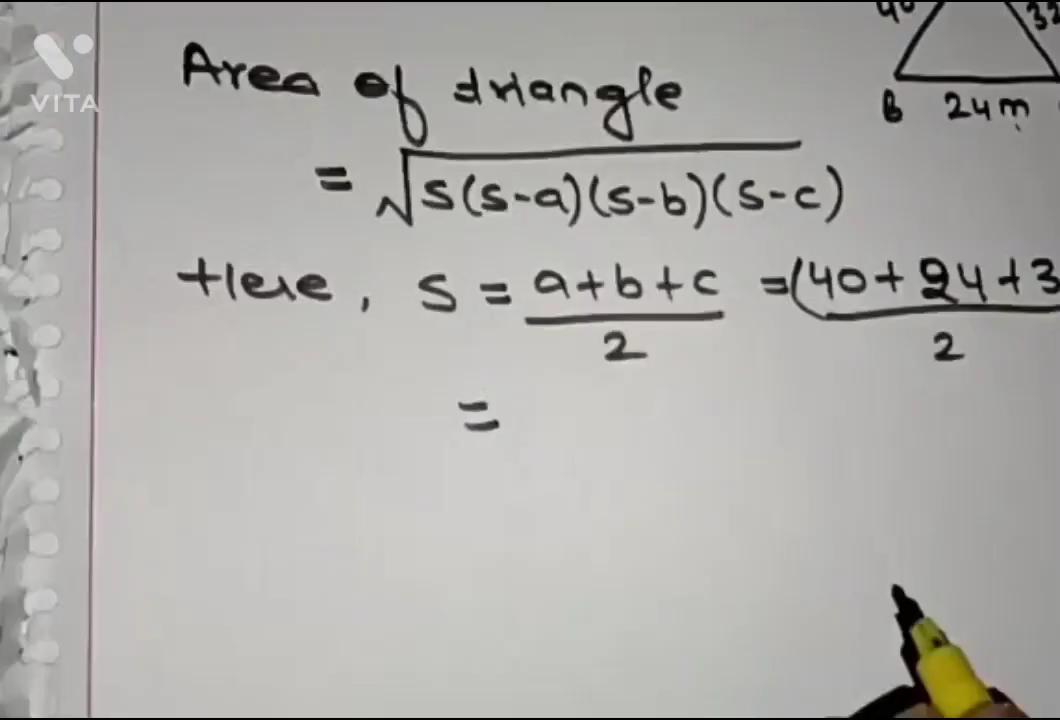 VITA
40 32
B 24m
Area of triangle
= √s(s-a)(s-b)(s-c)
Here, S = a+b+c = (40+24+3
2 2
=